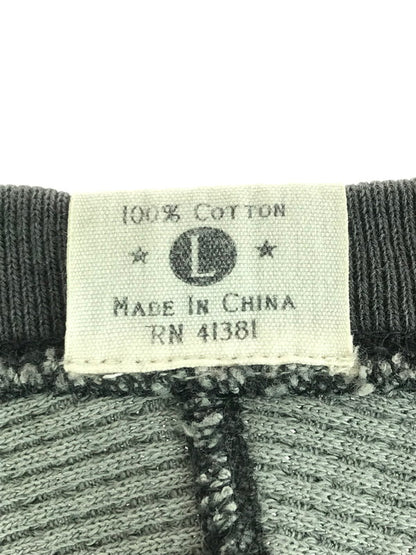 100% COTTON
L
MADE IN CHINA
RN 41381